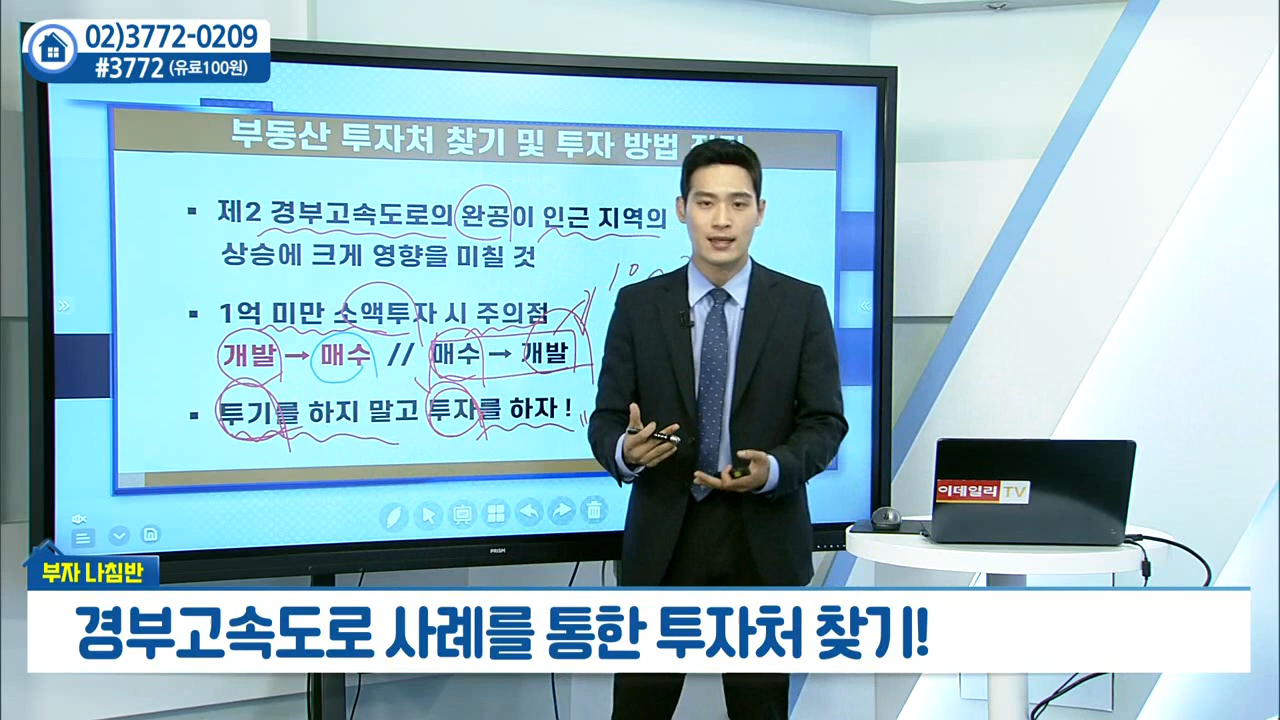 02)3772-0209
#3772 (유료100원)
부동산 투자처 찾기 및 투자 방법
▪ 제2 경부고속도로의 완공이 인근 지역의
상승에 크게 영향을 미칠 것
▪ 1억 미만 소액투자 시 주의점
개발 → 매수 // 매수 → 개발
▪ 투기를 하지 말고 투자를 하자 !
PRISM
이데일리 TV
부자 나침반
경부고속도로 사례를 통한 투자처 찾기!